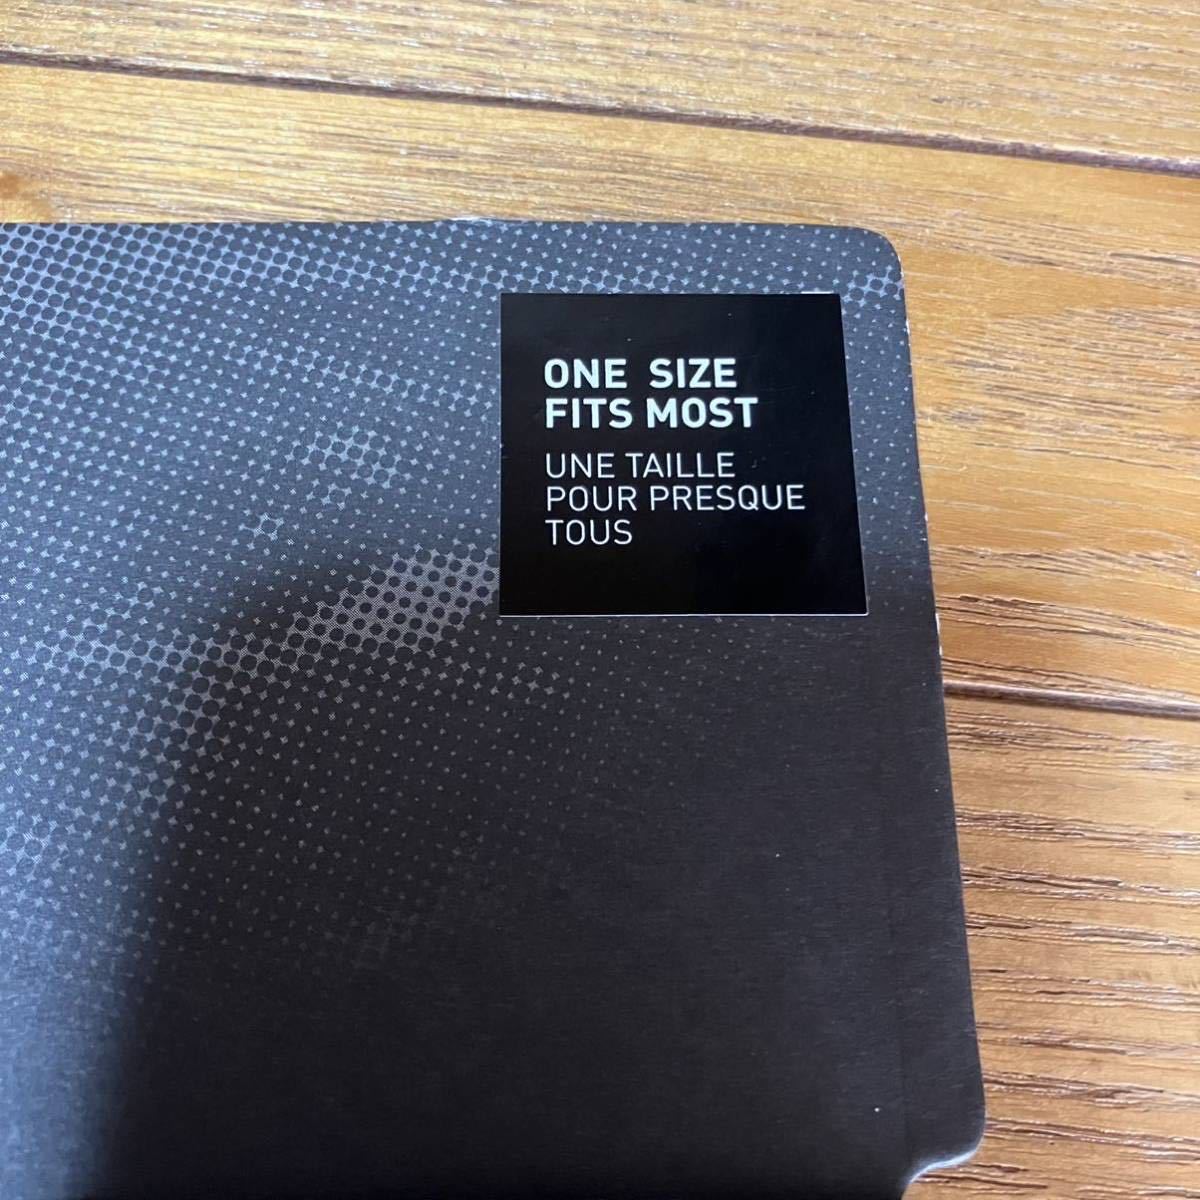 ONE SIZE
FITS MOST
UNE TAILLE
POUR PRESQUE
TOUS